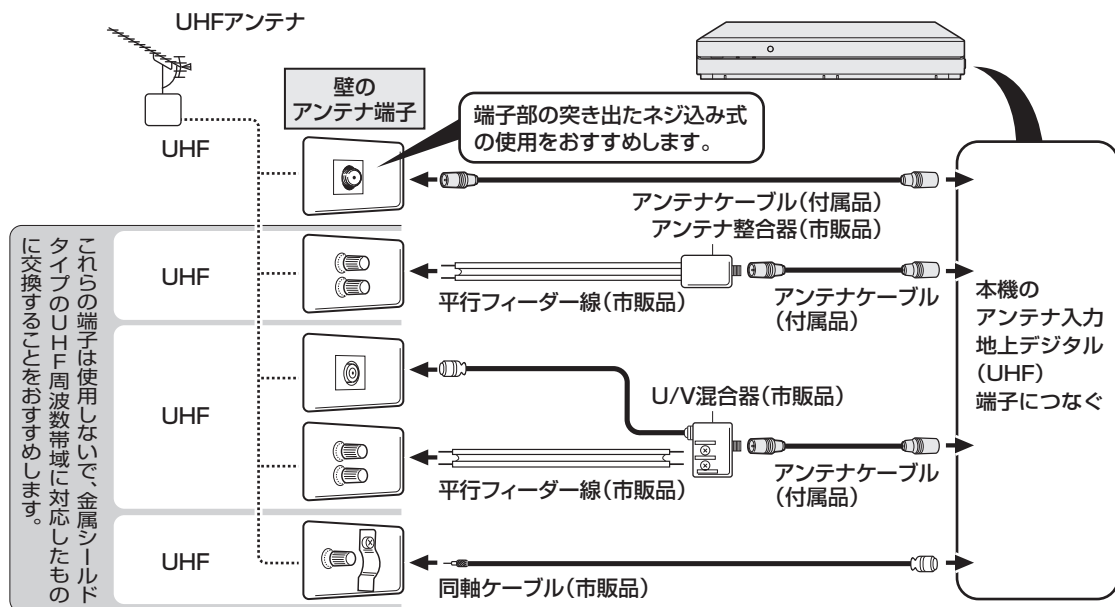 UHFアンテナ
壁の
アンテナ端子
端子部の突き出たネジ込み式
の使用をおすすめします。
UHF
アンテナケーブル（付属品）
アンテナ整合器（市販品）
これらの端子は使用しないで、金属シールド
タイプのUHF周波数帯域に対応したもの
に交換することをおすすめします。
UHF
平行フィーダー線（市販品）
アンテナケーブル
（付属品）
UHF
U/V混合器（市販品）
平行フィーダー線（市販品）
アンテナケーブル
（付属品）
UHF
同軸ケーブル（市販品）
本機の
アンテナ入力
地上デジタル
（UHF）
端子につなぐ